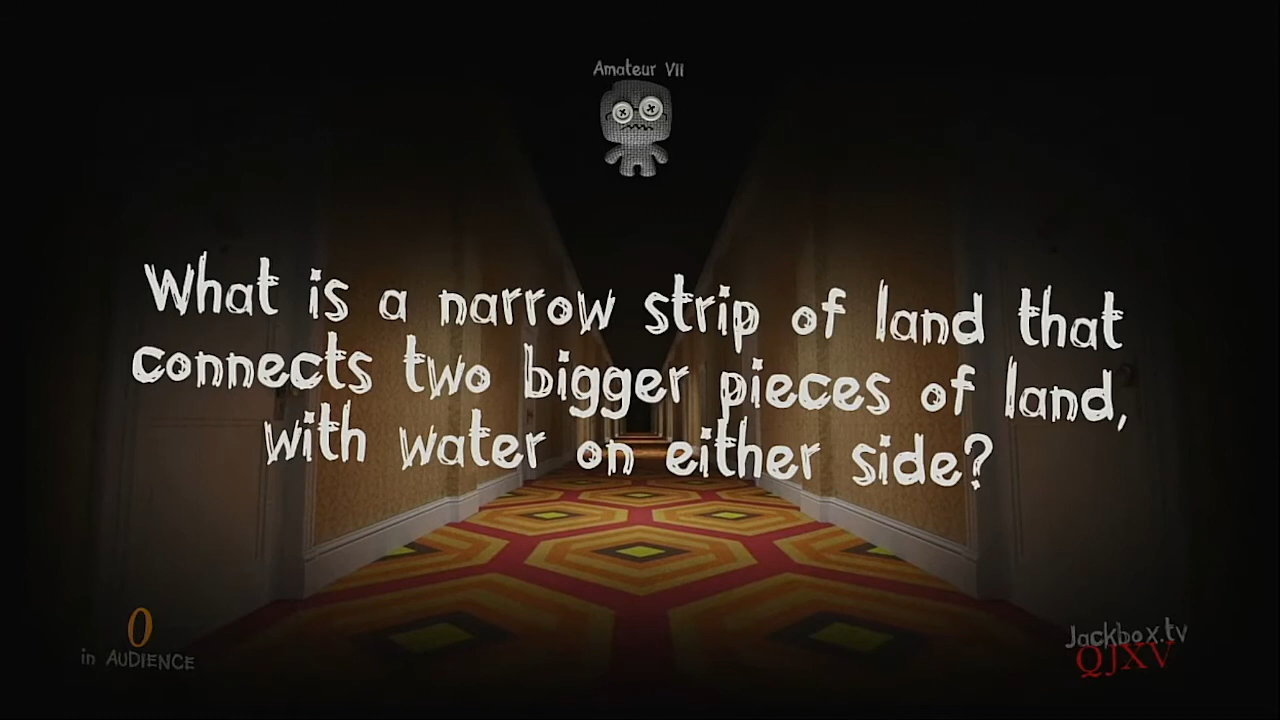 Amateur VII
What is a narrow strip of land that
connects two bigger pieces of land,
with water on either side?
0
in AUDIENCE
Jackbox.tv
QJXV